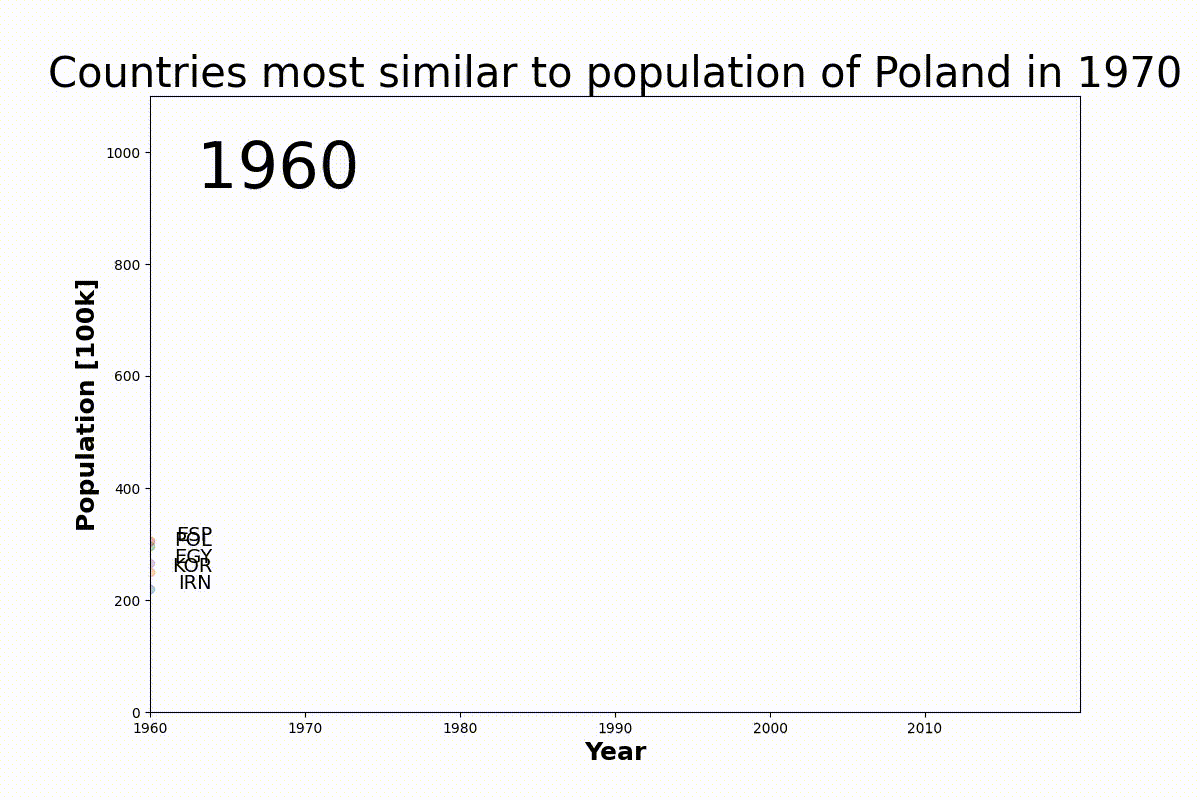 Countries most similar to population of Poland in 1970
1960
1000
800
600
400
200
0
Population [100k]
ESP
POL
EGY
KOR
IRN
1960 1970 1980 1990 2000 2010
Year